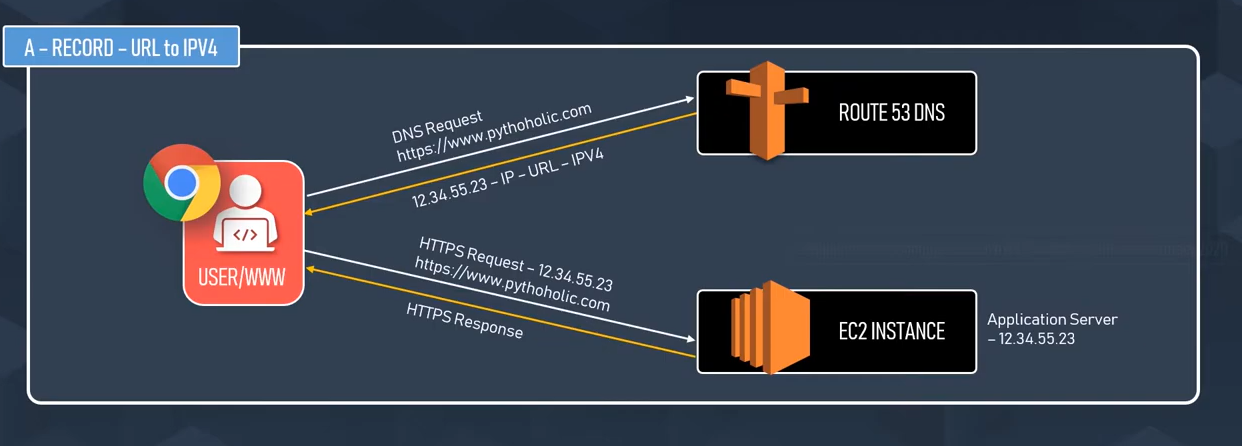 A – RECORD – URL to IPV4
DNS Request
https://www.pythoholic.com
12.34.55.23 – IP – URL – IPV4
ROUTE 53 DNS
</>
USER/WWW
HTTPS Request – 12.34.55.23
https://www.pythoholic.com
HTTPS Response
EC2 INSTANCE
Application Server
– 12.34.55.23